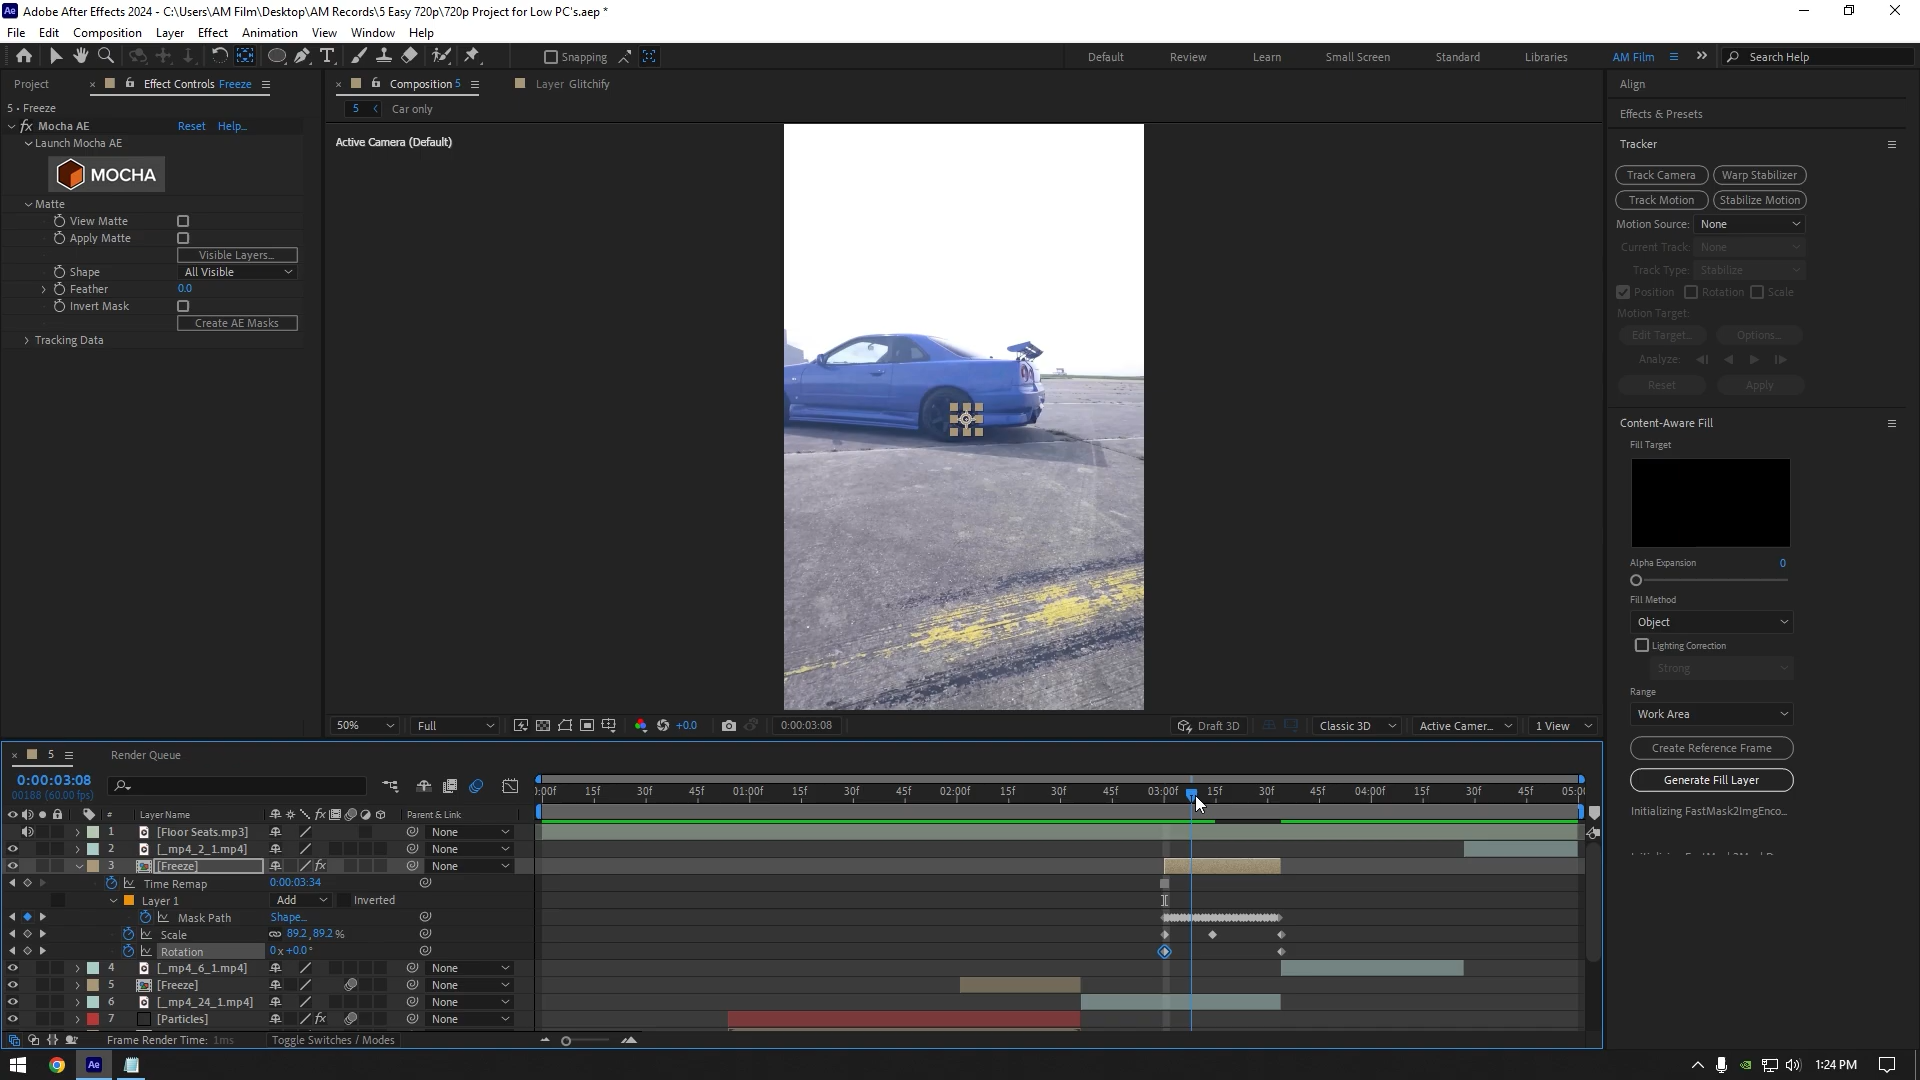 Adobe After Effects 2024 - C:\Users\AM Film\Desktop\AM Records\5 Easy 720p\720p Project for Low PC's.aep *
File Edit Composition Layer Effect Animation View Window Help
Snapping
Default Review Learn Small Screen Standard Libraries AM Film Search Help
Project Effect Controls Freeze
Composition 5 Layer Glitchify
5 • Freeze
5 Car only
fx Mocha AE Reset Help...
Launch Mocha AE
MOCHA
Matte
View Matte
Apply Matte
Visible Layers...
Shape All Visible
Feather 0.0
Invert Mask
Create AE Masks
Tracking Data
Active Camera (Default)
50% Full +0.0 0:00:03:08 Draft 3D Classic 3D Active Camer... 1 View
Align
Effects & Presets
Tracker
Track Camera Warp Stabilizer
Track Motion Stabilize Motion
Motion Source: None
Current Track: None
Track Type: Stabilize
Position Rotation Scale
Motion Target:
Edit Target... Options...
Analyze:
Reset Apply
Content-Aware Fill
Fill Target
Alpha Expansion 0
Fill Method
Object
Lighting Correction
Strong
Range
Work Area
Create Reference Frame
Generate Fill Layer
Initializing FastMask2ImgEnco...
5 Render Queue
0:00:03:08
00188 (60.00 fps)
:00f 15f 30f 45f 01:00f 15f 30f 45f 02:00f 15f 30f 45f 03:00f 15f 30f 45f 04:00f 15f 30f 45f 05:00
# Layer Name fx Parent & Link
1 [Floor Seats.mp3] None
2 [_mp4_2_1.mp4] None
3 [Freeze] fx None
Time Remap 0:00:03:34
Layer 1 Add Inverted
Mask Path Shape...
Scale 89.2, 89.2 %
Rotation 0 x +0.0 °
4 [_mp4_6_1.mp4] None
5 [Freeze] None
6 [_mp4_24_1.mp4] None
7 [Particles] fx None
Frame Render Time: 1ms Toggle Switches / Modes
Ae 1:24 PM